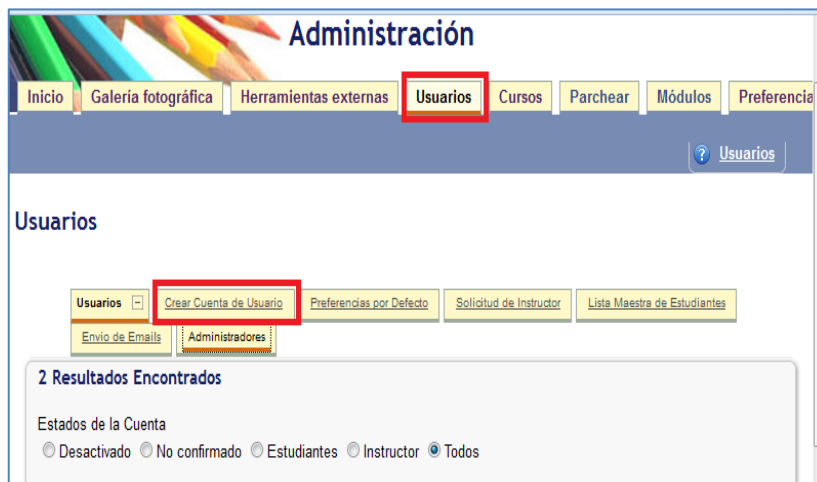 Administración
Inicio Galería fotográfica Herramientas externas Usuarios Cursos Parchear Módulos Preferencia
? Usuarios
Usuarios
Usuarios Crear Cuenta de Usuario Preferencias por Defecto Solicitud de Instructor Lista Maestra de Estudiantes
Envio de Emails Administradores
2 Resultados Encontrados
Estados de la Cuenta
Desactivado No confirmado Estudiantes Instructor Todos